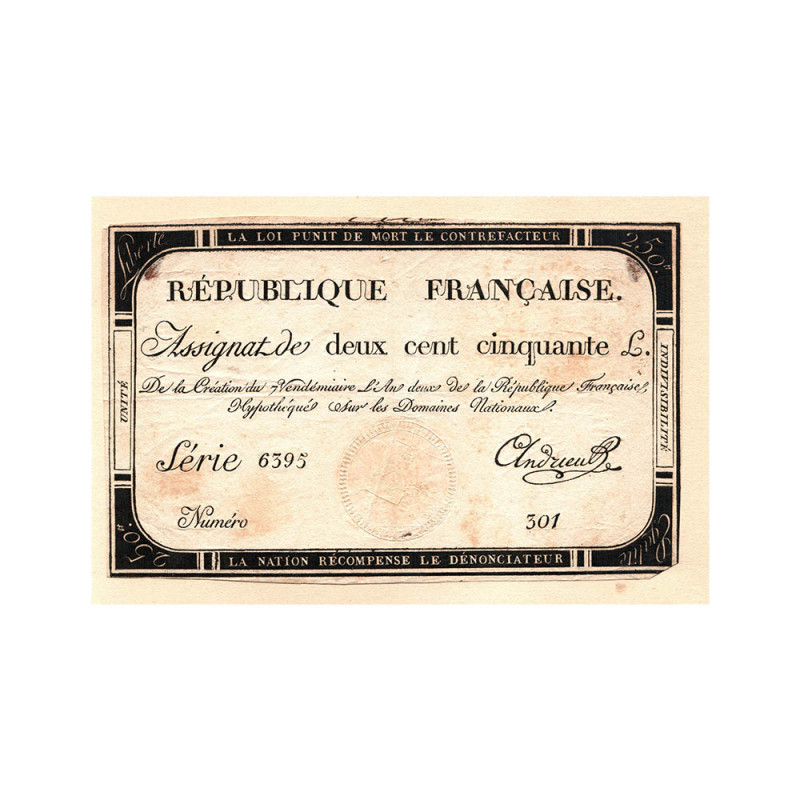 LA LOI PUNIT DE MORT LE CONTREFACTEUR
Liberté
250.ᴸ
RÉPUBLIQUE FRANÇAISE.
Assignat de deux cent cinquante L.
De la Création du 7 Vendémiaire L'An deux de la République Française,
Hypothéqué sur les Domaines Nationaux.
UNITÉ
INDIVISIBILITÉ
Série 6395
Numéro 301
250.ᴸ
Egalité
LA NATION RÉCOMPENSE LE DÉNONCIATEUR